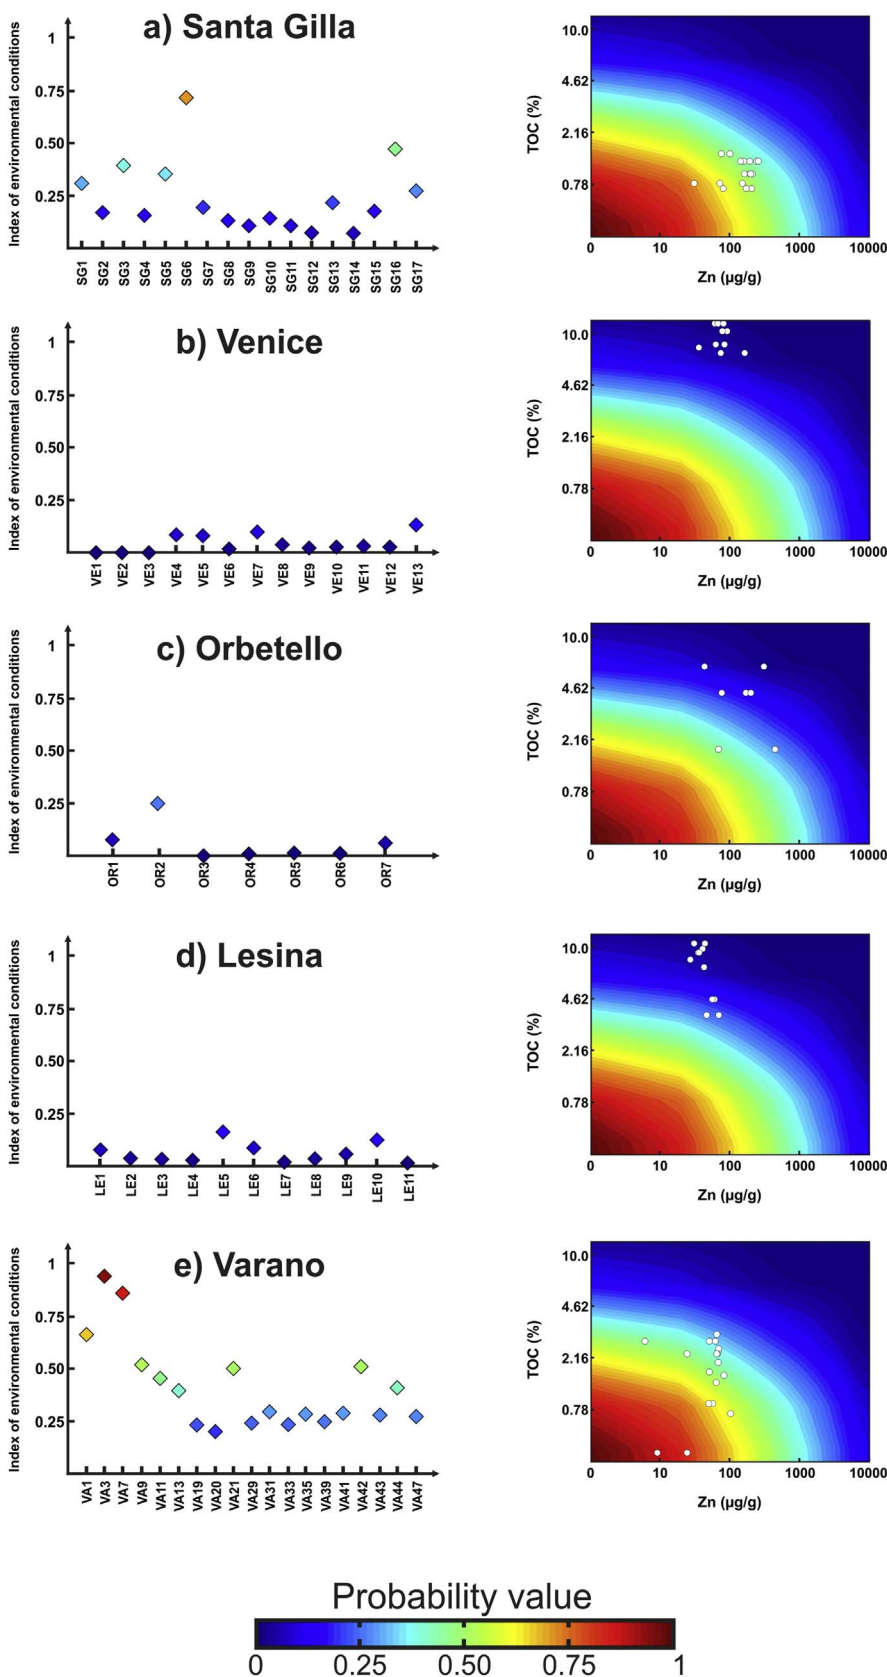 a) Santa Gilla
Index of environmental conditions
1
0.75
0.50
0.25
SG1 SG2 SG3 SG4 SG5 SG6 SG7 SG8 SG9 SG10 SG11 SG12 SG13 SG14 SG15 SG16 SG17
TOC (%)
10.0
4.62
2.16
0.78
0 10 100 1000 10000
Zn (µg/g)
b) Venice
Index of environmental conditions
1
0.75
0.50
0.25
VE1 VE2 VE3 VE4 VE5 VE6 VE7 VE8 VE9 VE10 VE11 VE12 VE13
TOC (%)
10.0
4.62
2.16
0.78
0 10 100 1000 10000
Zn (µg/g)
c) Orbetello
Index of environmental conditions
1
0.75
0.50
0.25
OR1 OR2 OR3 OR4 OR5 OR6 OR7
TOC (%)
10.0
4.62
2.16
0.78
0 10 100 1000 10000
Zn (µg/g)
d) Lesina
Index of environmental conditions
1
0.75
0.50
0.25
LE1 LE2 LE3 LE4 LE5 LE6 LE7 LE8 LE9 LE10 LE11
TOC (%)
10.0
4.62
2.16
0.78
0 10 100 1000 10000
Zn (µg/g)
e) Varano
Index of environmental conditions
1
0.75
0.50
0.25
VA1 VA3 VA7 VA9 VA11 VA13 VA19 VA20 VA21 VA29 VA31 VA33 VA35 VA39 VA41 VA42 VA43 VA44 VA47
TOC (%)
10.0
4.62
2.16
0.78
0 10 100 1000 10000
Zn (µg/g)
Probability value
0 0.25 0.50 0.75 1